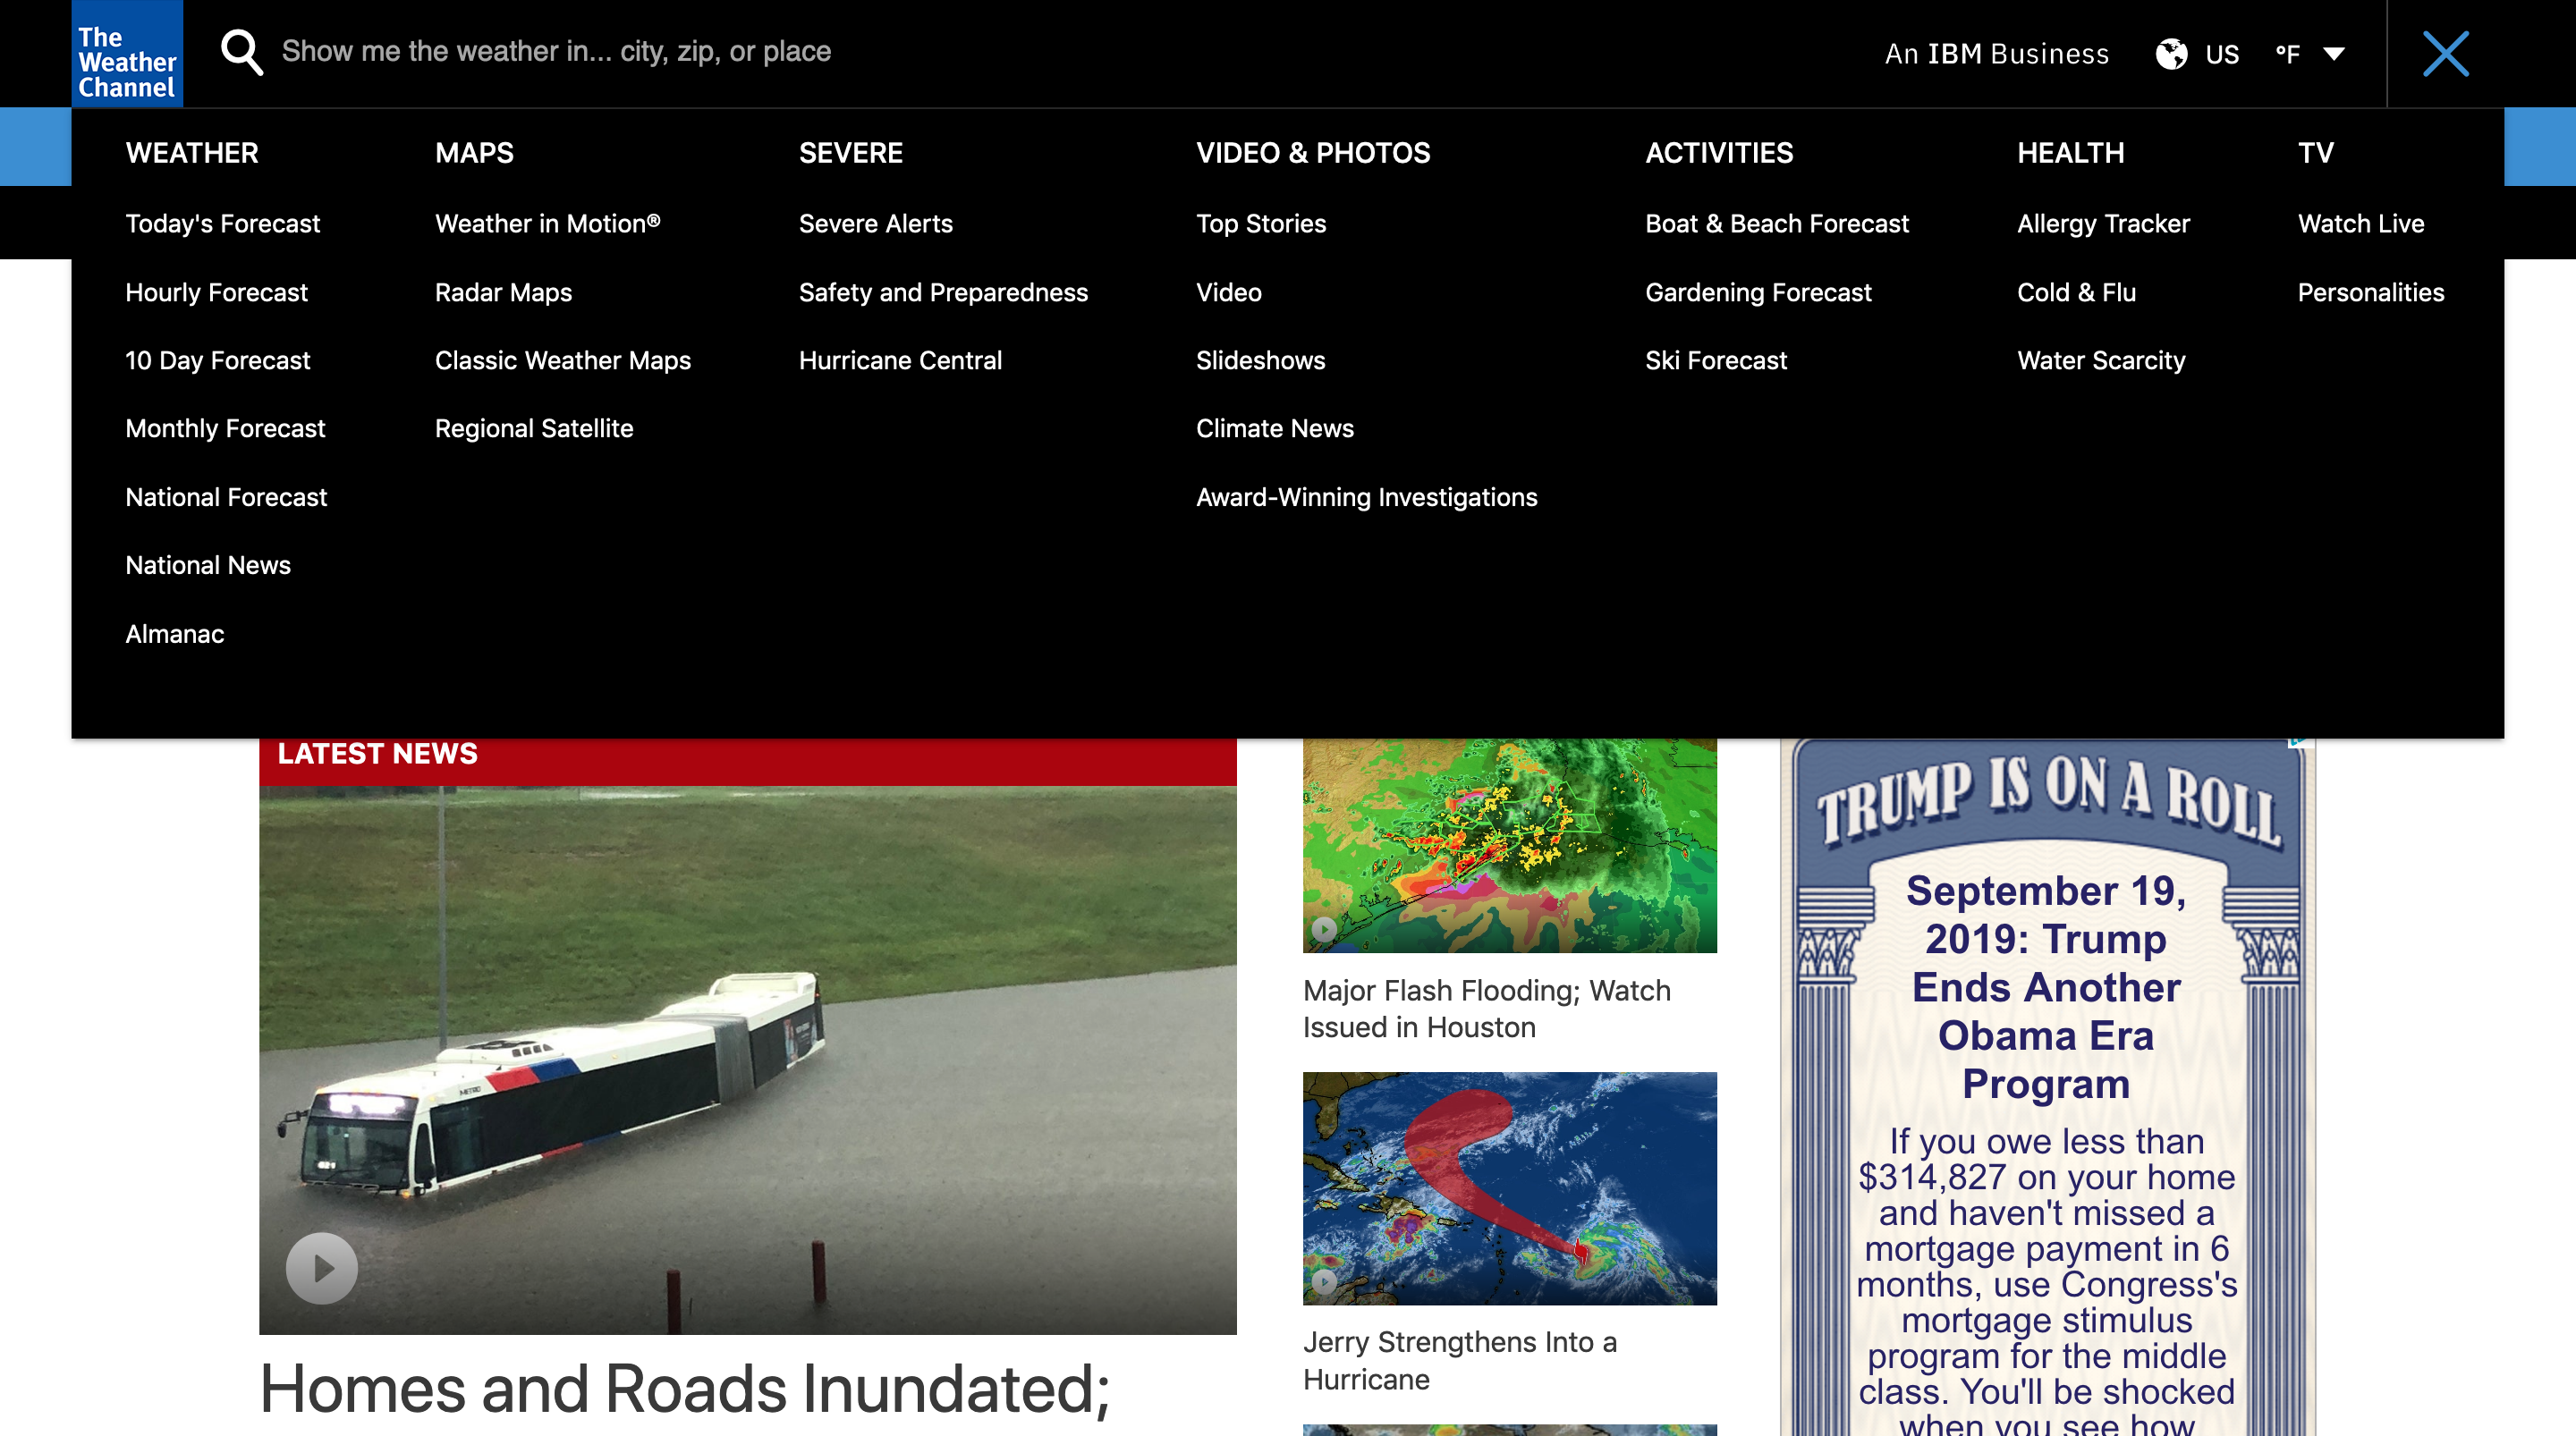 The
Weather
Channel
Show me the weather in... city, zip, or place
An IBM Business
US
°F
WEATHER
Today's Forecast
Hourly Forecast
10 Day Forecast
Monthly Forecast
National Forecast
National News
Almanac
MAPS
Weather in Motion®
Radar Maps
Classic Weather Maps
Regional Satellite
SEVERE
Severe Alerts
Safety and Preparedness
Hurricane Central
VIDEO & PHOTOS
Top Stories
Video
Slideshows
Climate News
Award-Winning Investigations
ACTIVITIES
Boat & Beach Forecast
Gardening Forecast
Ski Forecast
HEALTH
Allergy Tracker
Cold & Flu
Water Scarcity
TV
Watch Live
Personalities
LATEST NEWS
METRO
Homes and Roads Inundated;
Major Flash Flooding; Watch
Issued in Houston
Jerry Strengthens Into a
Hurricane
TRUMP IS ON A ROLL
September 19,
2019: Trump
Ends Another
Obama Era
Program
If you owe less than
$314,827 on your home
and haven't missed a
mortgage payment in 6
months, use Congress's
mortgage stimulus
program for the middle
class. You'll be shocked
when you see how